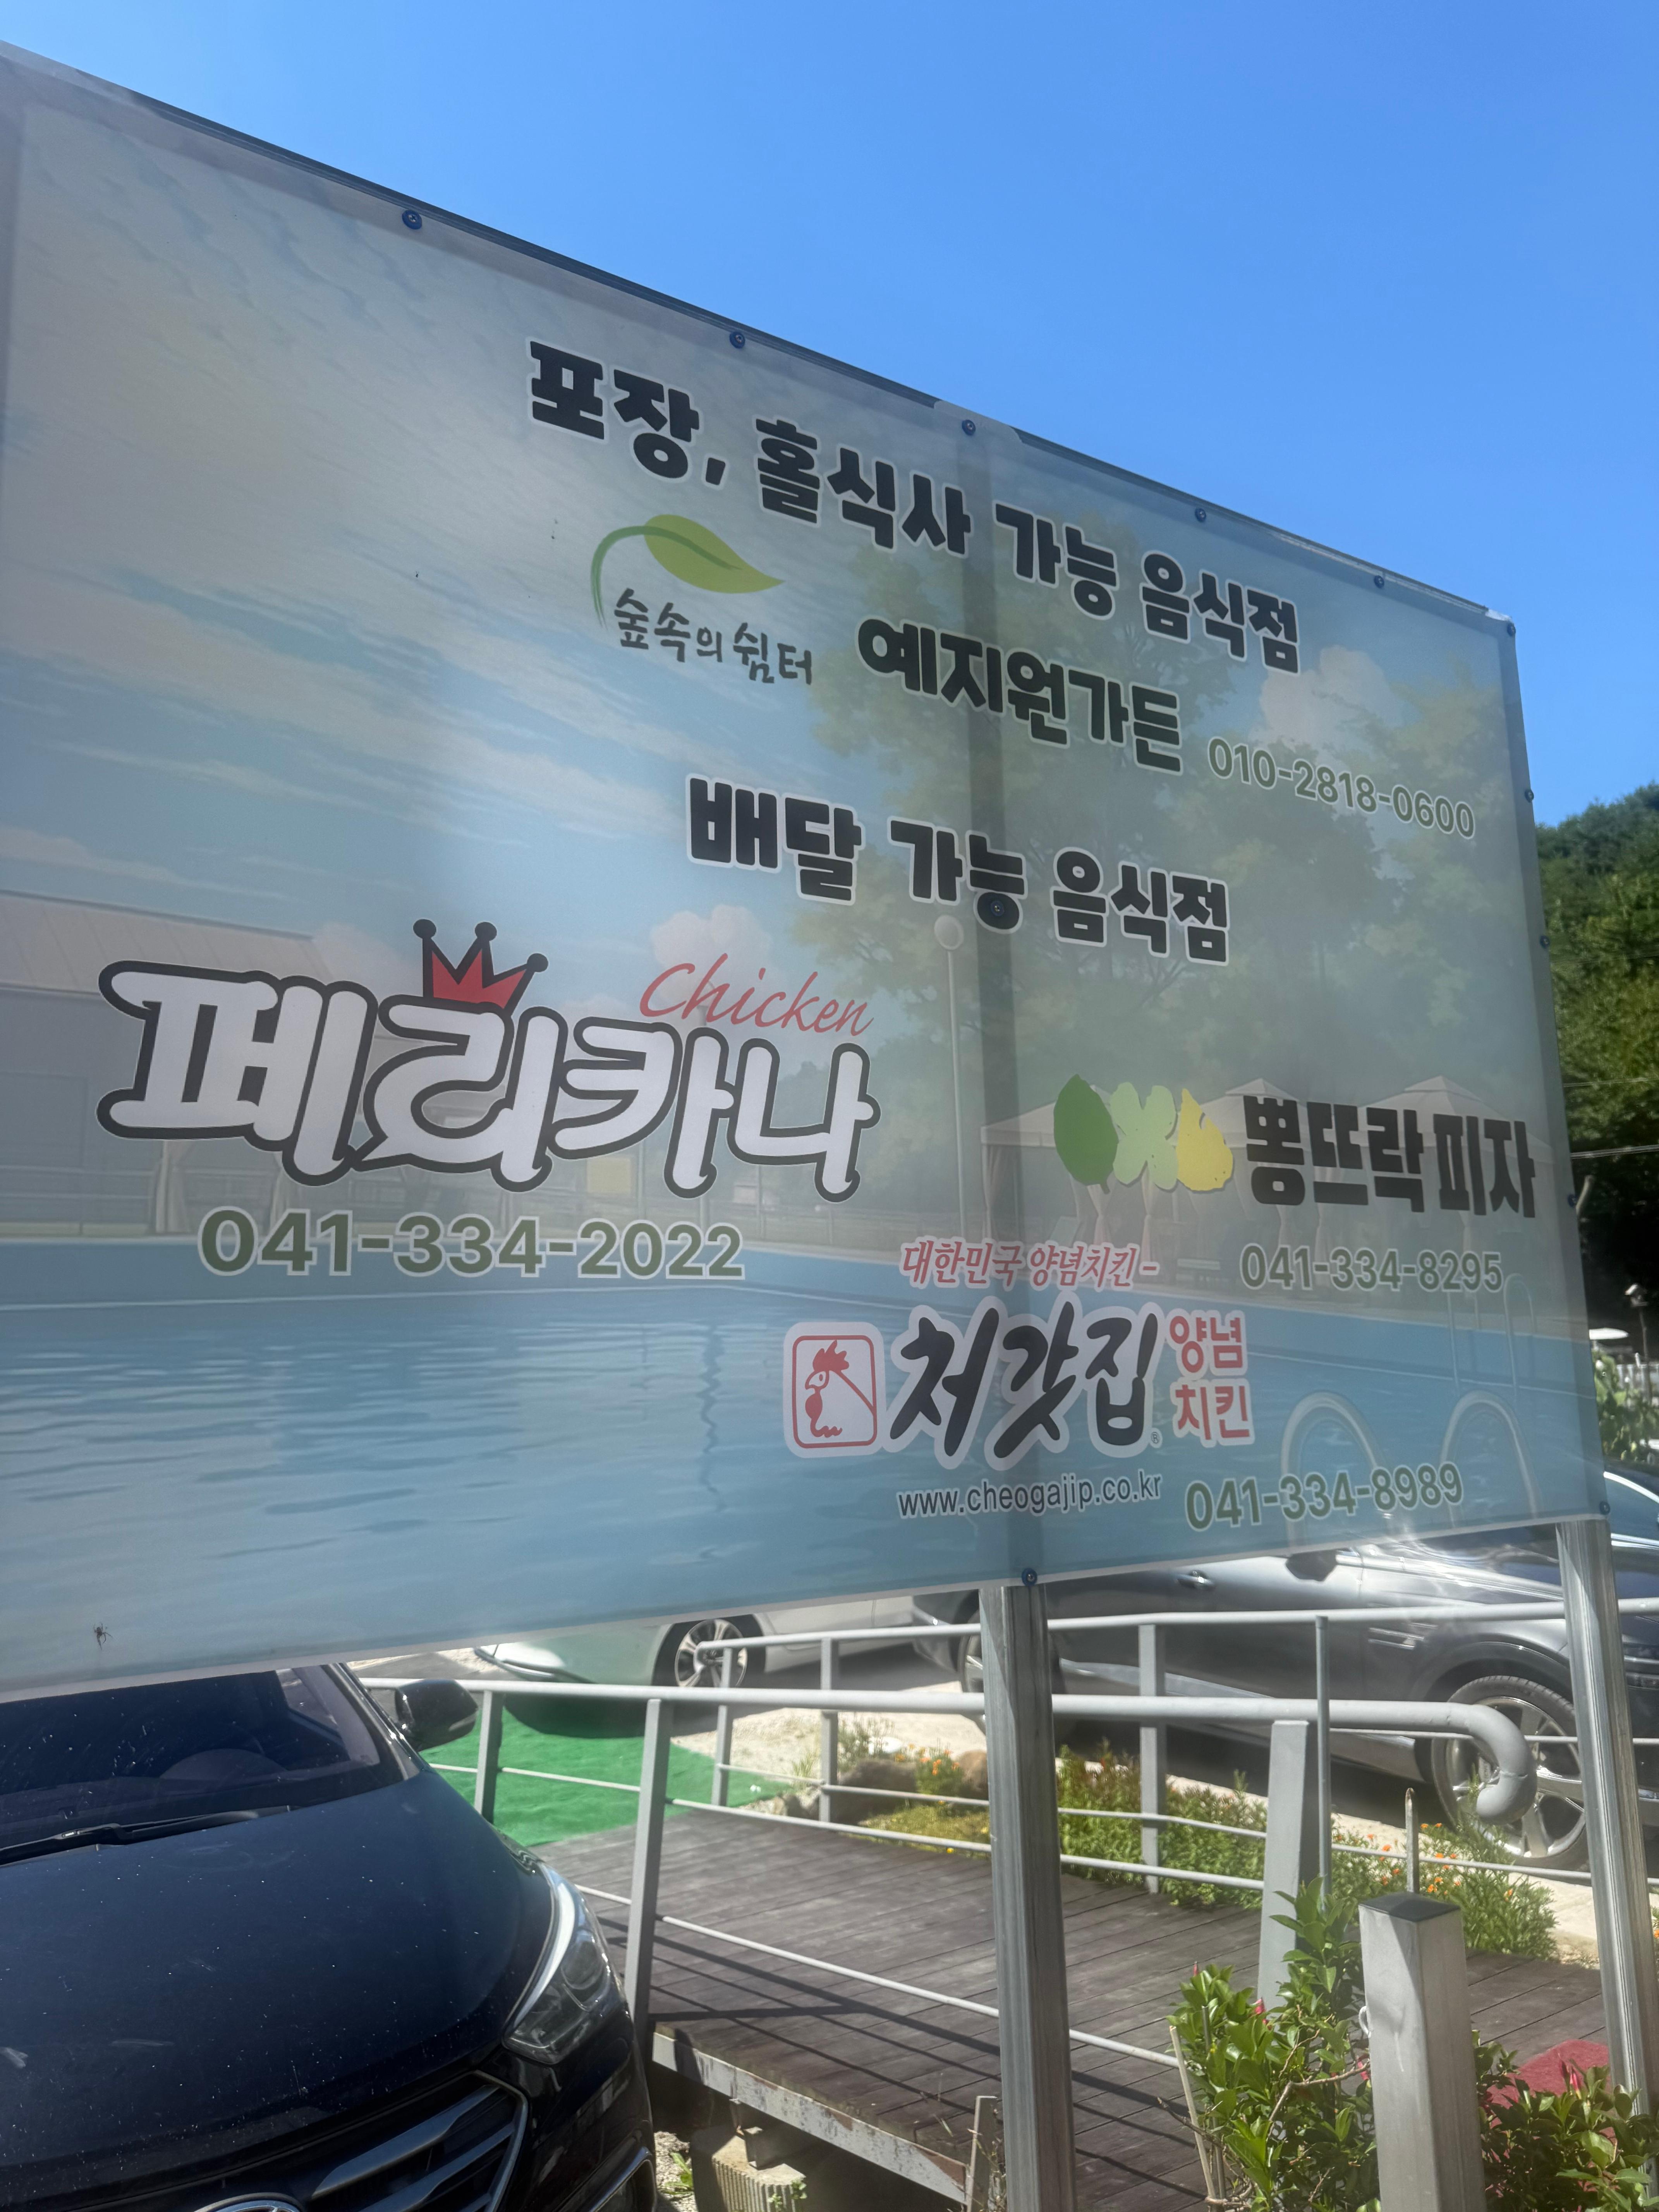 포장, 홀식사 가능 음식점
숲속의 쉼터 예지원가든 010-2818-0600
배달 가능 음식점
Chicken
페리카나
041-334-2022
뽕뜨락 피자
041-334-8295
대한민국 양념치킨-
처갓집® 양념
치킨
www.cheogajip.co.kr 041-334-8989